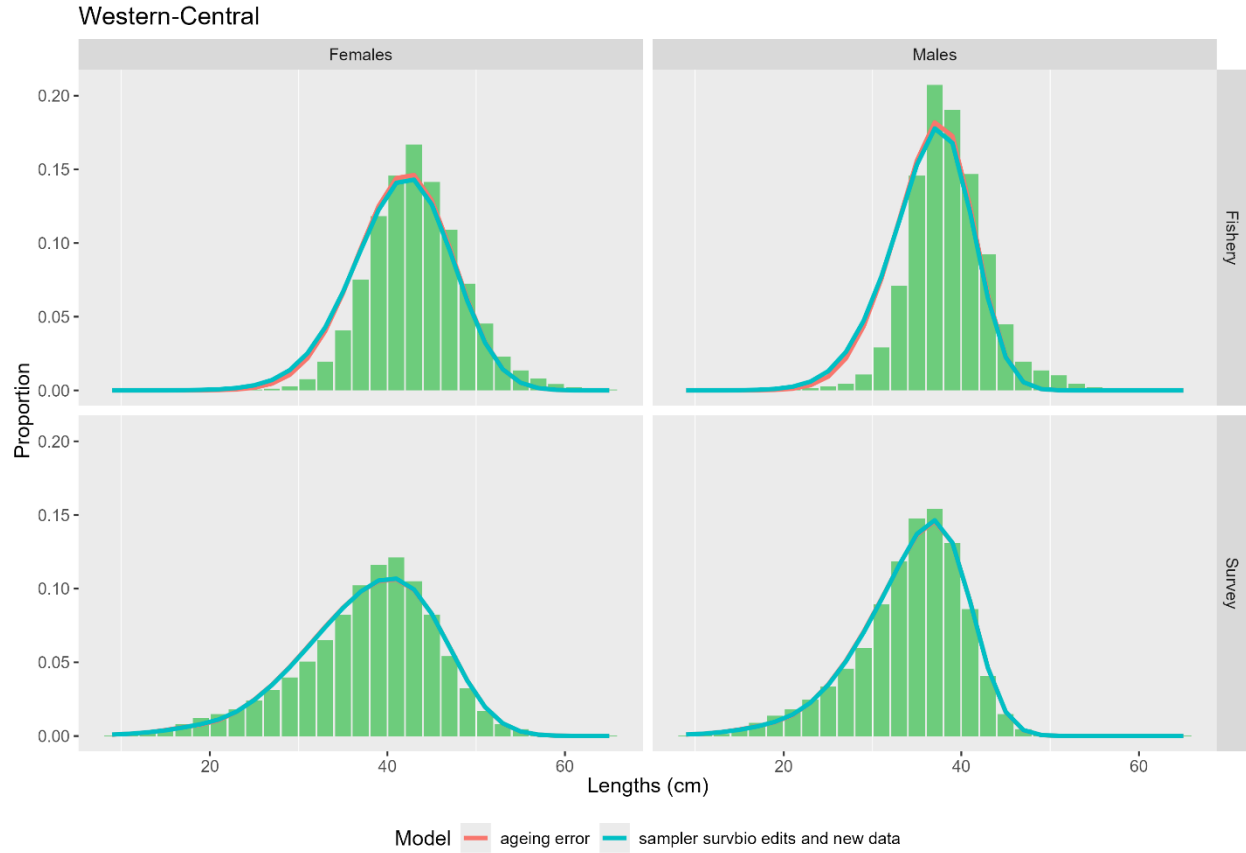 Western-Central
Females
Males
0.20
0.15
0.10
0.05
0.00
Fishery
Proportion
0.20
0.15
0.10
0.05
0.00
Survey
20
40
60
20
40
60
Lengths (cm)
Model ageing error sampler survbio edits and new data